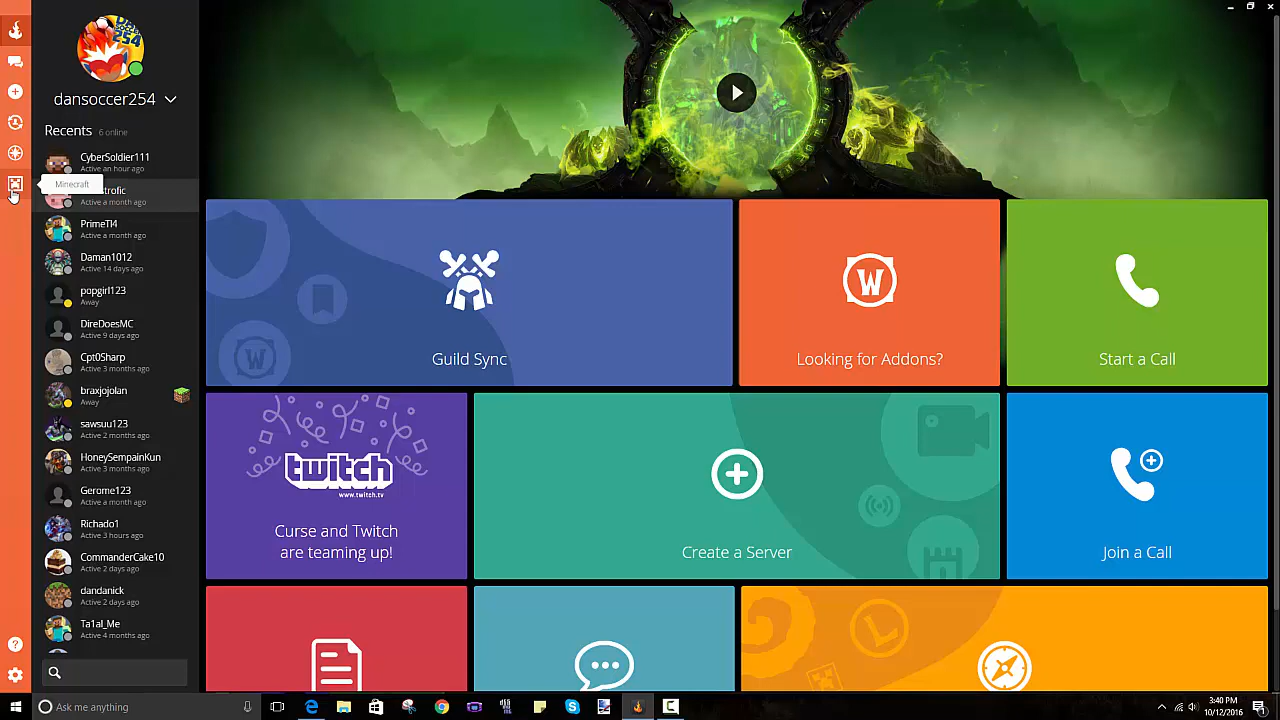 dansoccer254
Recents 6 online
CyberSoldier111
Active an hour ago
Minecraft
trofic
Active a month ago
PrimeTI4
Active a month ago
Daman1012
Active 14 days ago
popgirl123
Away
DireDoesMC
Active 9 days ago
Cpt0Sharp
Active 3 months ago
braxjojolan
Away
sawsuu123
Active 2 months ago
HoneySempainKun
Active 3 months ago
Gerome123
Active a month ago
Richado1
Active 3 hours ago
CommanderCake10
Active 2 days ago
dandanick
Active 2 days ago
Ta1al_Me
Active 4 months ago
Guild Sync
W
Looking for Addons?
Start a Call
twitch
www.twitch.tv
Curse and Twitch
are teaming up!
Create a Server
Join a Call
Ask me anything
3:40 PM
10/12/2016